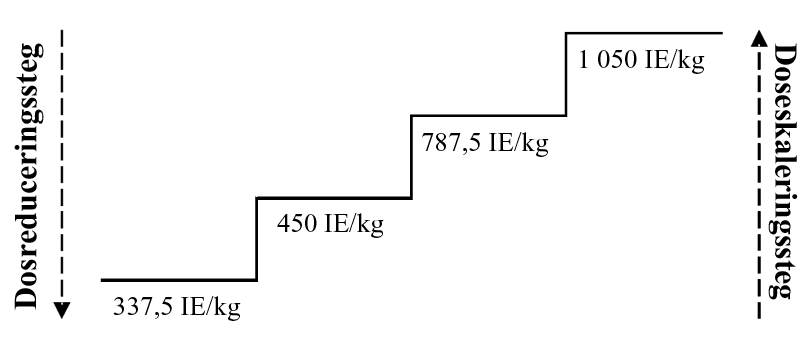 Dosreduceringssteg
1 050 IE/kg
787,5 IE/kg
450 IE/kg
337,5 IE/kg
Doseskaleringssteg